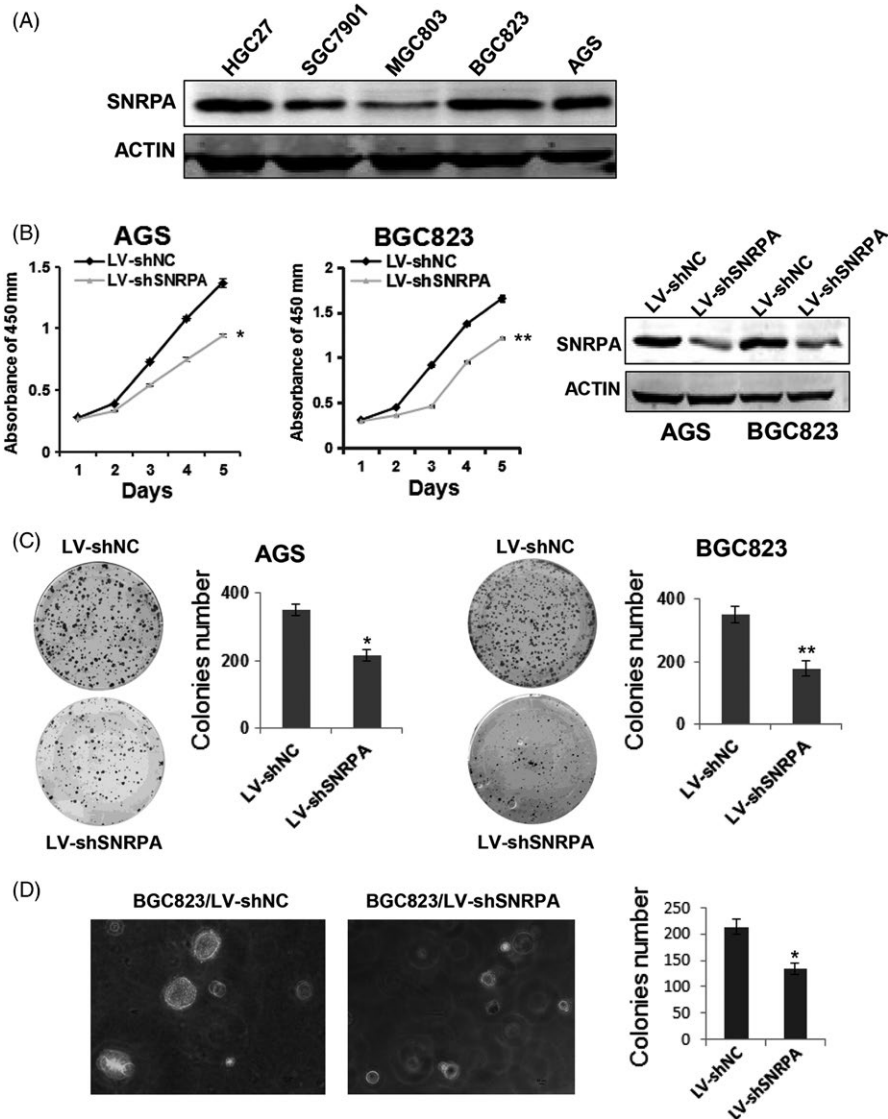 (A)
HGC27 SGC7901 MGC803 BGC823 AGS
SNRPA
ACTIN
(B)
AGS
LV-shNC
LV-shSNRPA
Absorbance of 450 mm
1.5
1
0.5
0
*
1 2 3 4 5
Days
BGC823
LV-shNC
LV-shSNRPA
Absorbance of 450 mm
2
1.5
1
0.5
0
**
1 2 3 4 5
Days
LV-shNC LV-shSNRPA LV-shNC LV-shSNRPA
SNRPA
ACTIN
AGS BGC823
(C)
LV-shNC
LV-shSNRPA
AGS
Colonies number
400
200
0
*
LV-shNC LV-shSNRPA
LV-shNC
LV-shSNRPA
BGC823
Colonies number
400
200
0
**
LV-shNC LV-shSNRPA
(D)
BGC823/LV-shNC BGC823/LV-shSNRPA
Colonies number
250
200
150
100
50
0
*
LV-shNC LV-shSNRPA